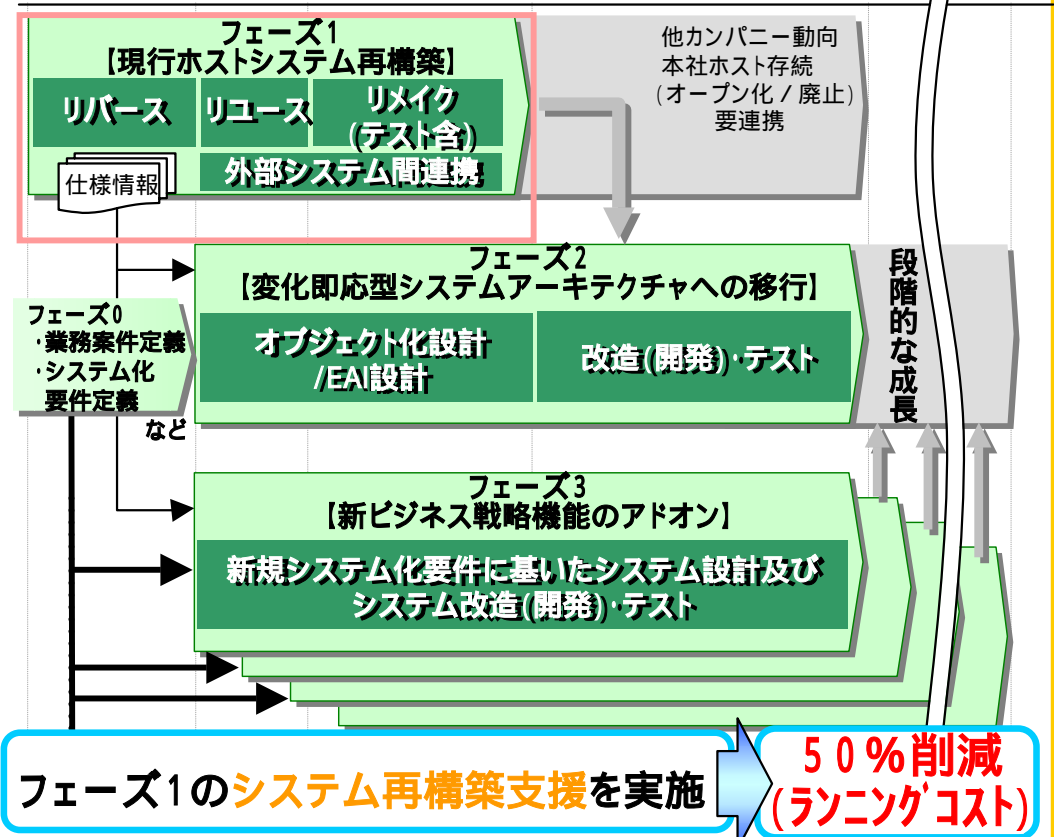 フェーズ1
【現行ホストシステム再構築】
リバース
リユース
リメイク
(テスト含)
外部システム間連携
仕様情報
他カンパニー動向
本社ホスト存続
(オープン化/廃止)
要連携
フェーズ2
【変化即応型システムアーキテクチャへの移行】
オブジェクト化設計
/EAI設計
改造(開発)・テスト
段階的な成長
フェーズ0
・業務案件定義
・システム化
要件定義
など
フェーズ3
【新ビジネス戦略機能のアドオン】
新規システム化要件に基いたシステム設計及び
システム改造(開発)・テスト
フェーズ1のシステム再構築支援を実施
50%削減
(ランニングコスト)